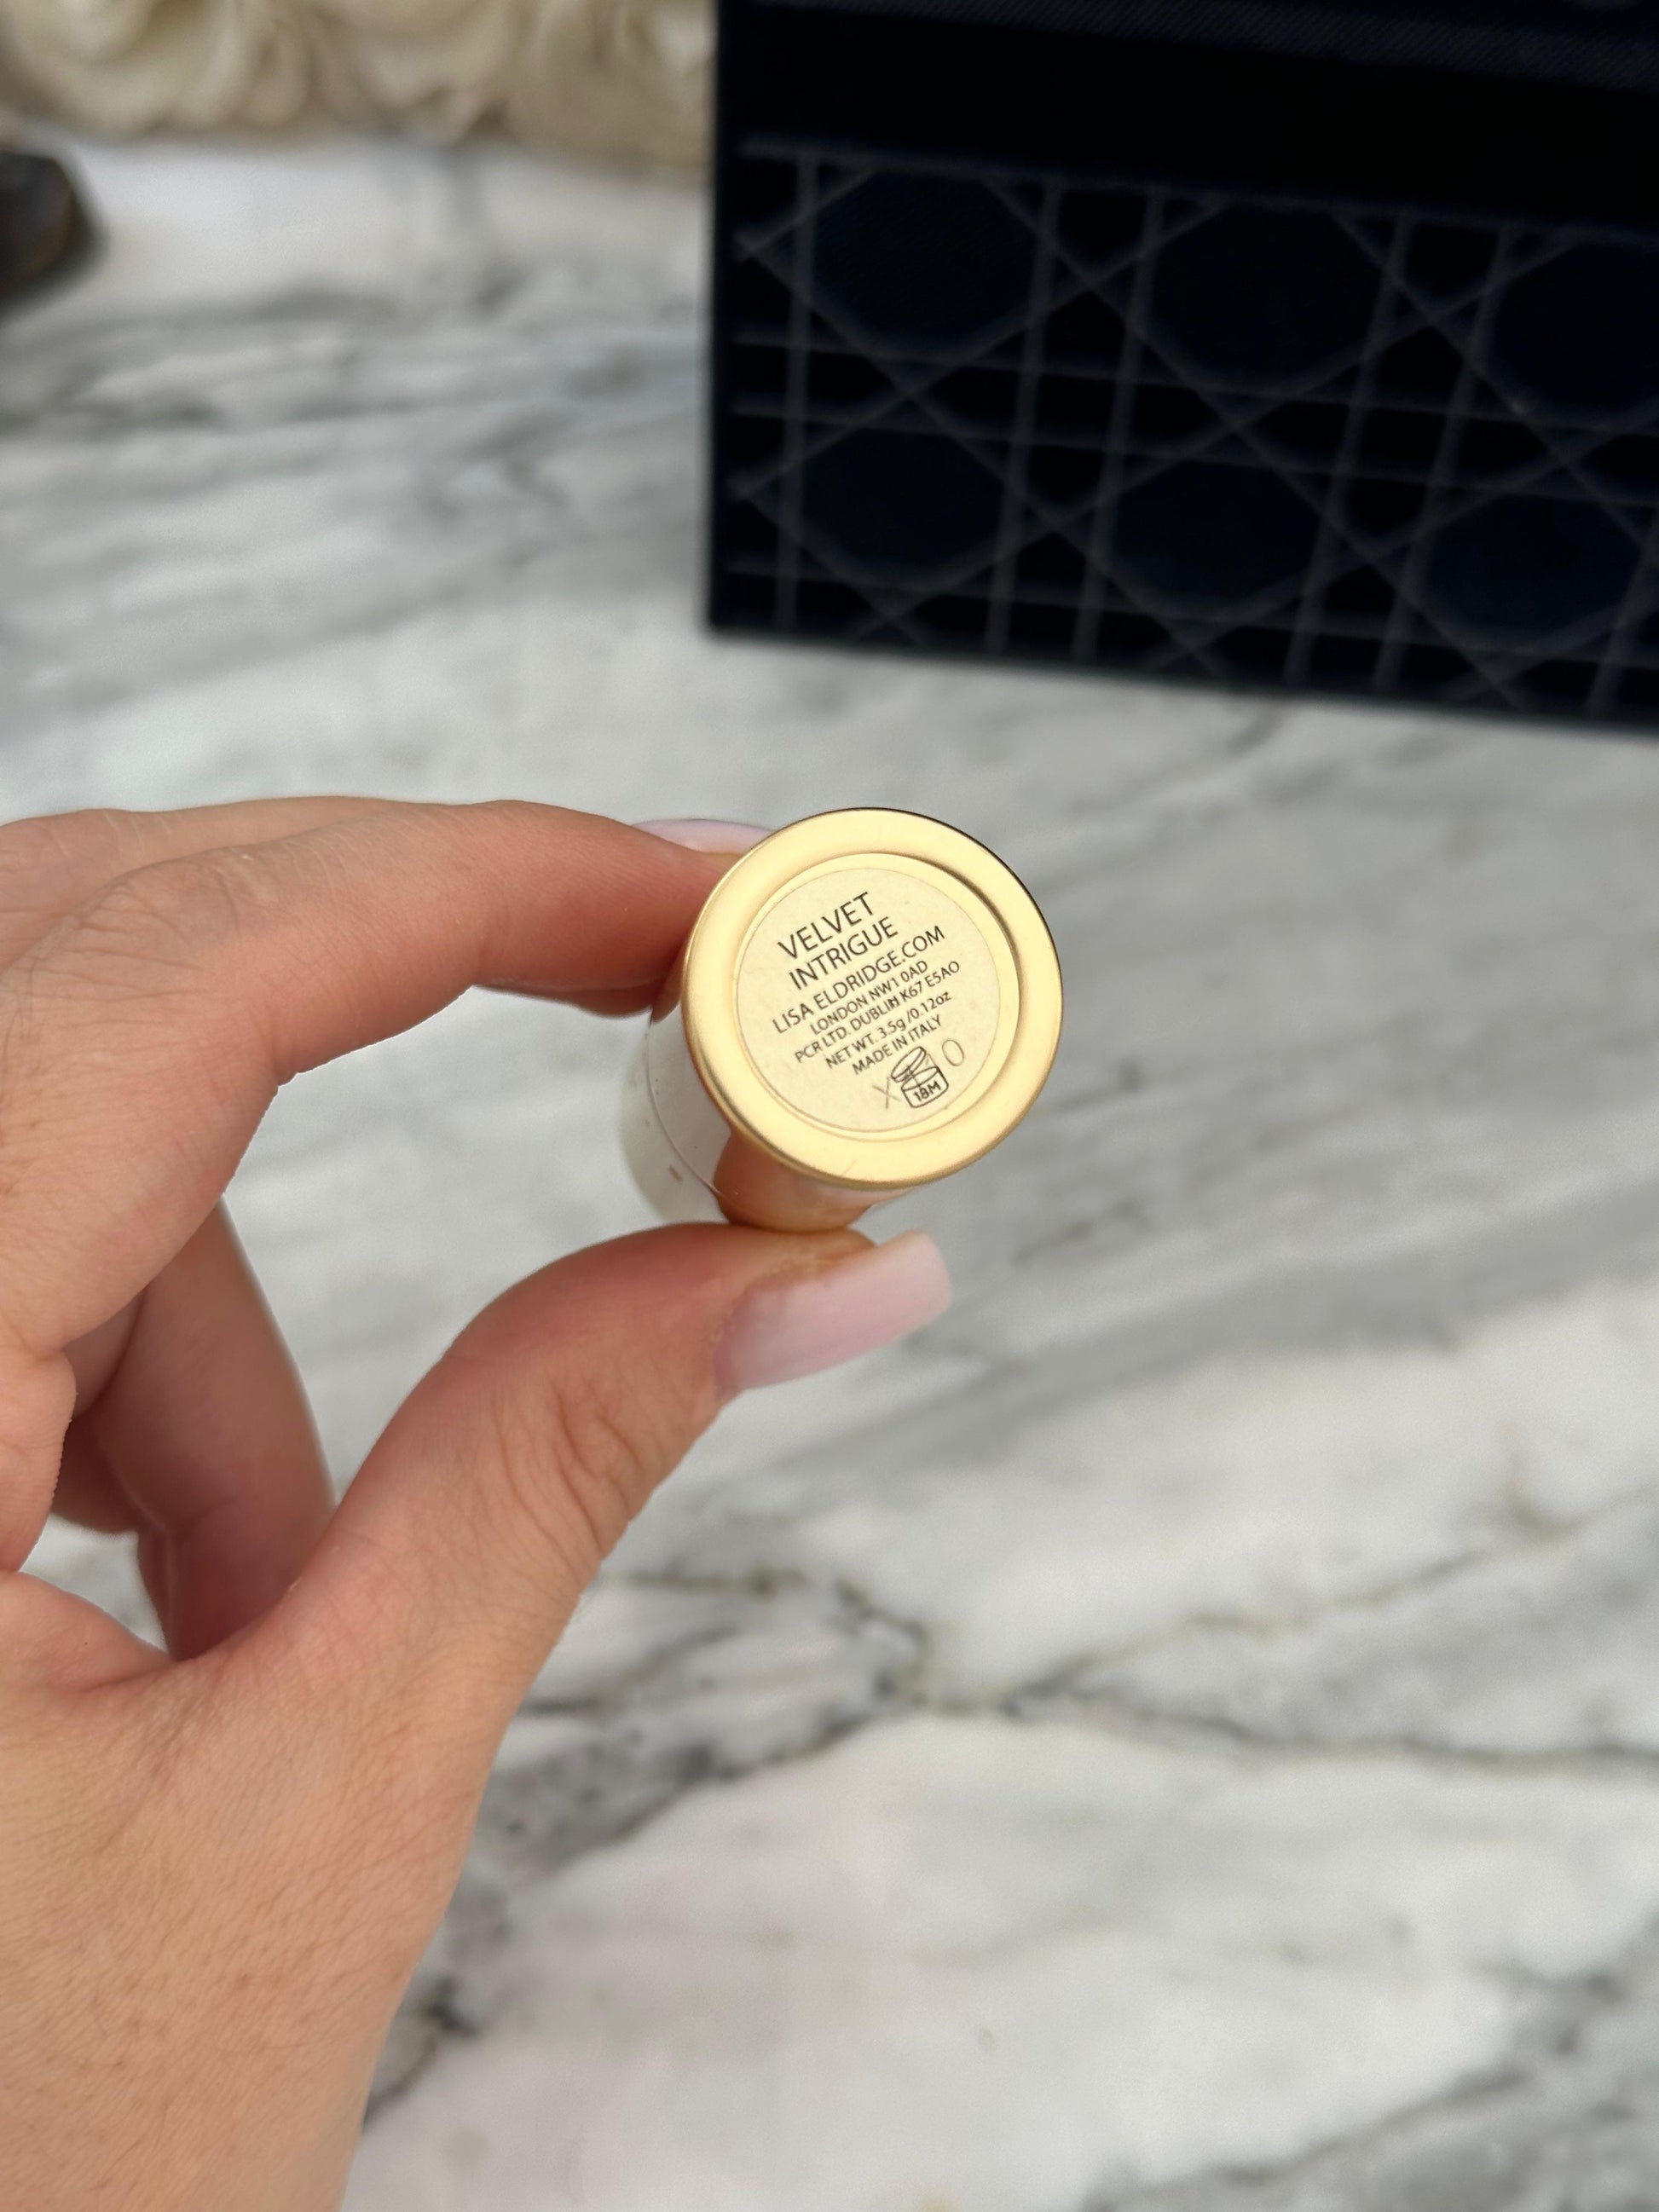 VELVET
INTRIGUE
LISA ELDRIDGE.COM
LONDON NW1 0AD
PCR LTD. DUBLIN K67 E5AO
NET WT. 3.5g /0.12oz
MADE IN ITALY
18M